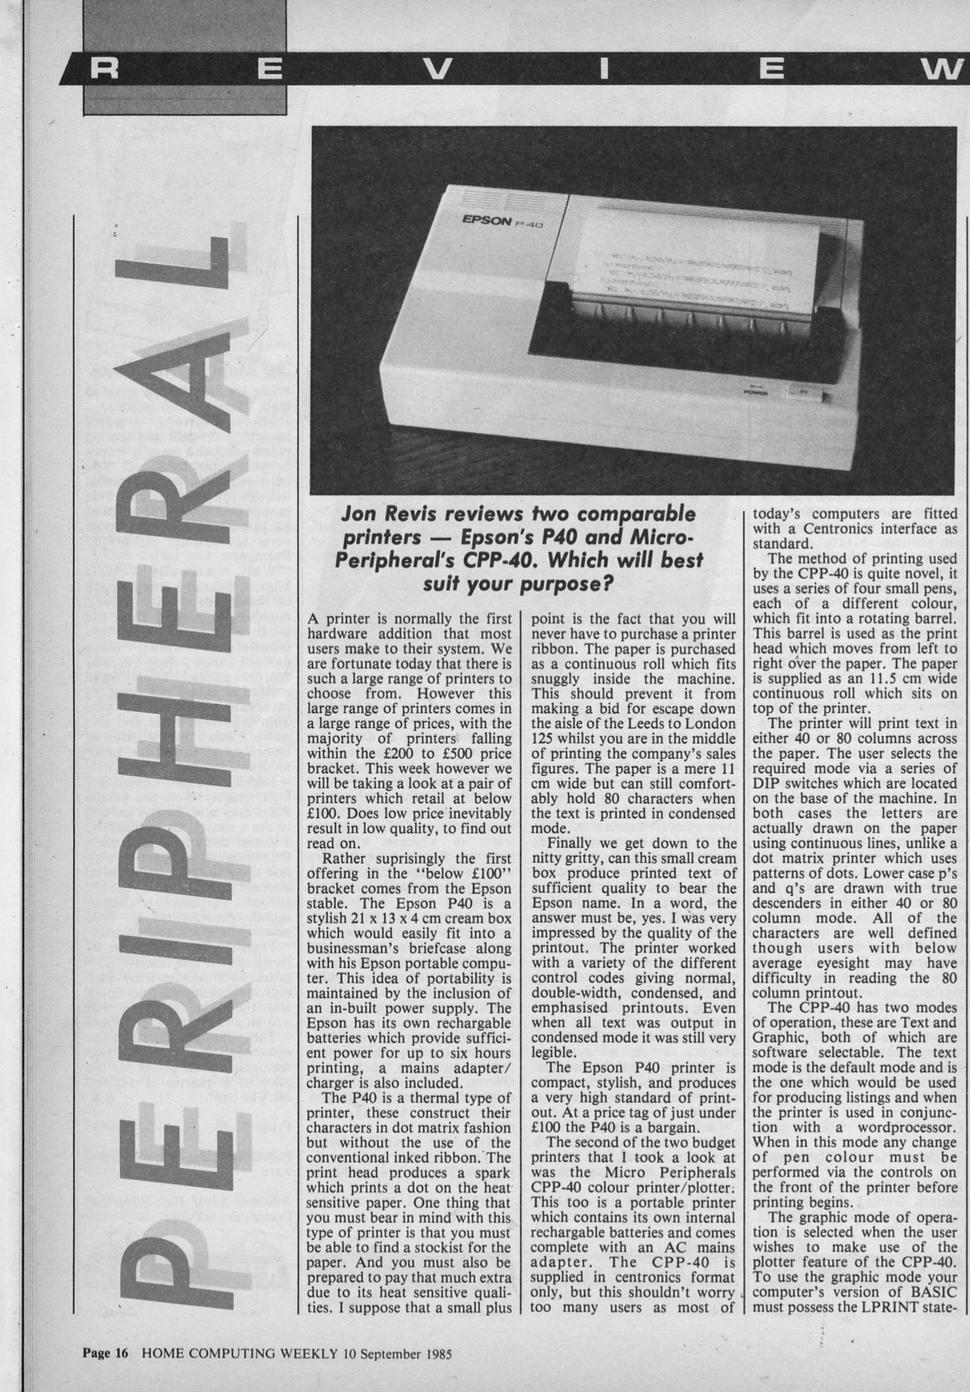 REVIEW
PERIPHERAL
EPSON P-40
POWER
Jon Revis reviews two comparable
printers — Epson's P40 and Micro-
Peripheral's CPP-40. Which will best
suit your purpose?
A printer is normally the first
hardware addition that most
users make to their system. We
are fortunate today that there is
such a large range of printers to
choose from. However this
large range of printers comes in
a large range of prices, with the
majority of printers falling
within the £200 to £500 price
bracket. This week however we
will be taking a look at a pair of
printers which retail at below
£100. Does low price inevitably
result in low quality, to find out
read on.
Rather suprisingly the first
offering in the "below £100"
bracket comes from the Epson
stable. The Epson P40 is a
stylish 21 x 13 x 4 cm cream box
which would easily fit into a
businessman's briefcase along
with his Epson portable compu-
ter. This idea of portability is
maintained by the inclusion of
an in-built power supply. The
Epson has its own rechargable
batteries which provide suffici-
ent power for up to six hours
printing, a mains adapter/
charger is also included.
The P40 is a thermal type of
printer, these construct their
characters in dot matrix fashion
but without the use of the
conventional inked ribbon. The
print head produces a spark
which prints a dot on the heat
sensitive paper. One thing that
you must bear in mind with this
type of printer is that you must
be able to find a stockist for the
paper. And you must also be
prepared to pay that much extra
due to its heat sensitive quali-
ties. I suppose that a small plus
point is the fact that you will
never have to purchase a printer
ribbon. The paper is purchased
as a continuous roll which fits
snuggly inside the machine.
This should prevent it from
making a bid for escape down
the aisle of the Leeds to London
125 whilst you are in the middle
of printing the company's sales
figures. The paper is a mere 11
cm wide but can still comfort-
ably hold 80 characters when
the text is printed in condensed
mode.
Finally we get down to the
nitty gritty, can this small cream
box produce printed text of
sufficient quality to bear the
Epson name. In a word, the
answer must be, yes. I was very
impressed by the quality of the
printout. The printer worked
with a variety of the different
control codes giving normal,
double-width, condensed, and
emphasised printouts. Even
when all text was output in
condensed mode it was still very
legible.
The Epson P40 printer is
compact, stylish, and produces
a very high standard of print-
out. At a price tag of just under
£100 the P40 is a bargain.
The second of the two budget
printers that I took a look at
was the Micro Peripherals
CPP-40 colour printer/plotter.
This too is a portable printer
which contains its own internal
rechargable batteries and comes
complete with an AC mains
adapter. The CPP-40 is
supplied in centronics format
only, but this shouldn't worry
too many users as most of
today's computers are fitted
with a Centronics interface as
standard.
The method of printing used
by the CPP-40 is quite novel, it
uses a series of four small pens,
each of a different colour,
which fit into a rotating barrel.
This barrel is used as the print
head which moves from left to
right over the paper. The paper
is supplied as an 11.5 cm wide
continuous roll which sits on
top of the printer.
The printer will print text in
either 40 or 80 columns across
the paper. The user selects the
required mode via a series of
DIP switches which are located
on the base of the machine. In
both cases the letters are
actually drawn on the paper
using continuous lines, unlike a
dot matrix printer which uses
patterns of dots. Lower case p's
and q's are drawn with true
descenders in either 40 or 80
column mode. All of the
characters are well defined
though users with below
average eyesight may have
difficulty in reading the 80
column printout.
The CPP-40 has two modes
of operation, these are Text and
Graphic, both of which are
software selectable. The text
mode is the default mode and is
the one which would be used
for producing listings and when
the printer is used in conjunc-
tion with a wordprocessor.
When in this mode any change
of pen colour must be
performed via the controls on
the front of the printer before
printing begins.
The graphic mode of opera-
tion is selected when the user
wishes to make use of the
plotter feature of the CPP-40.
To use the graphic mode your
computer's version of BASIC
must possess the LPRINT state-
Page 16 HOME COMPUTING WEEKLY 10 September 1985